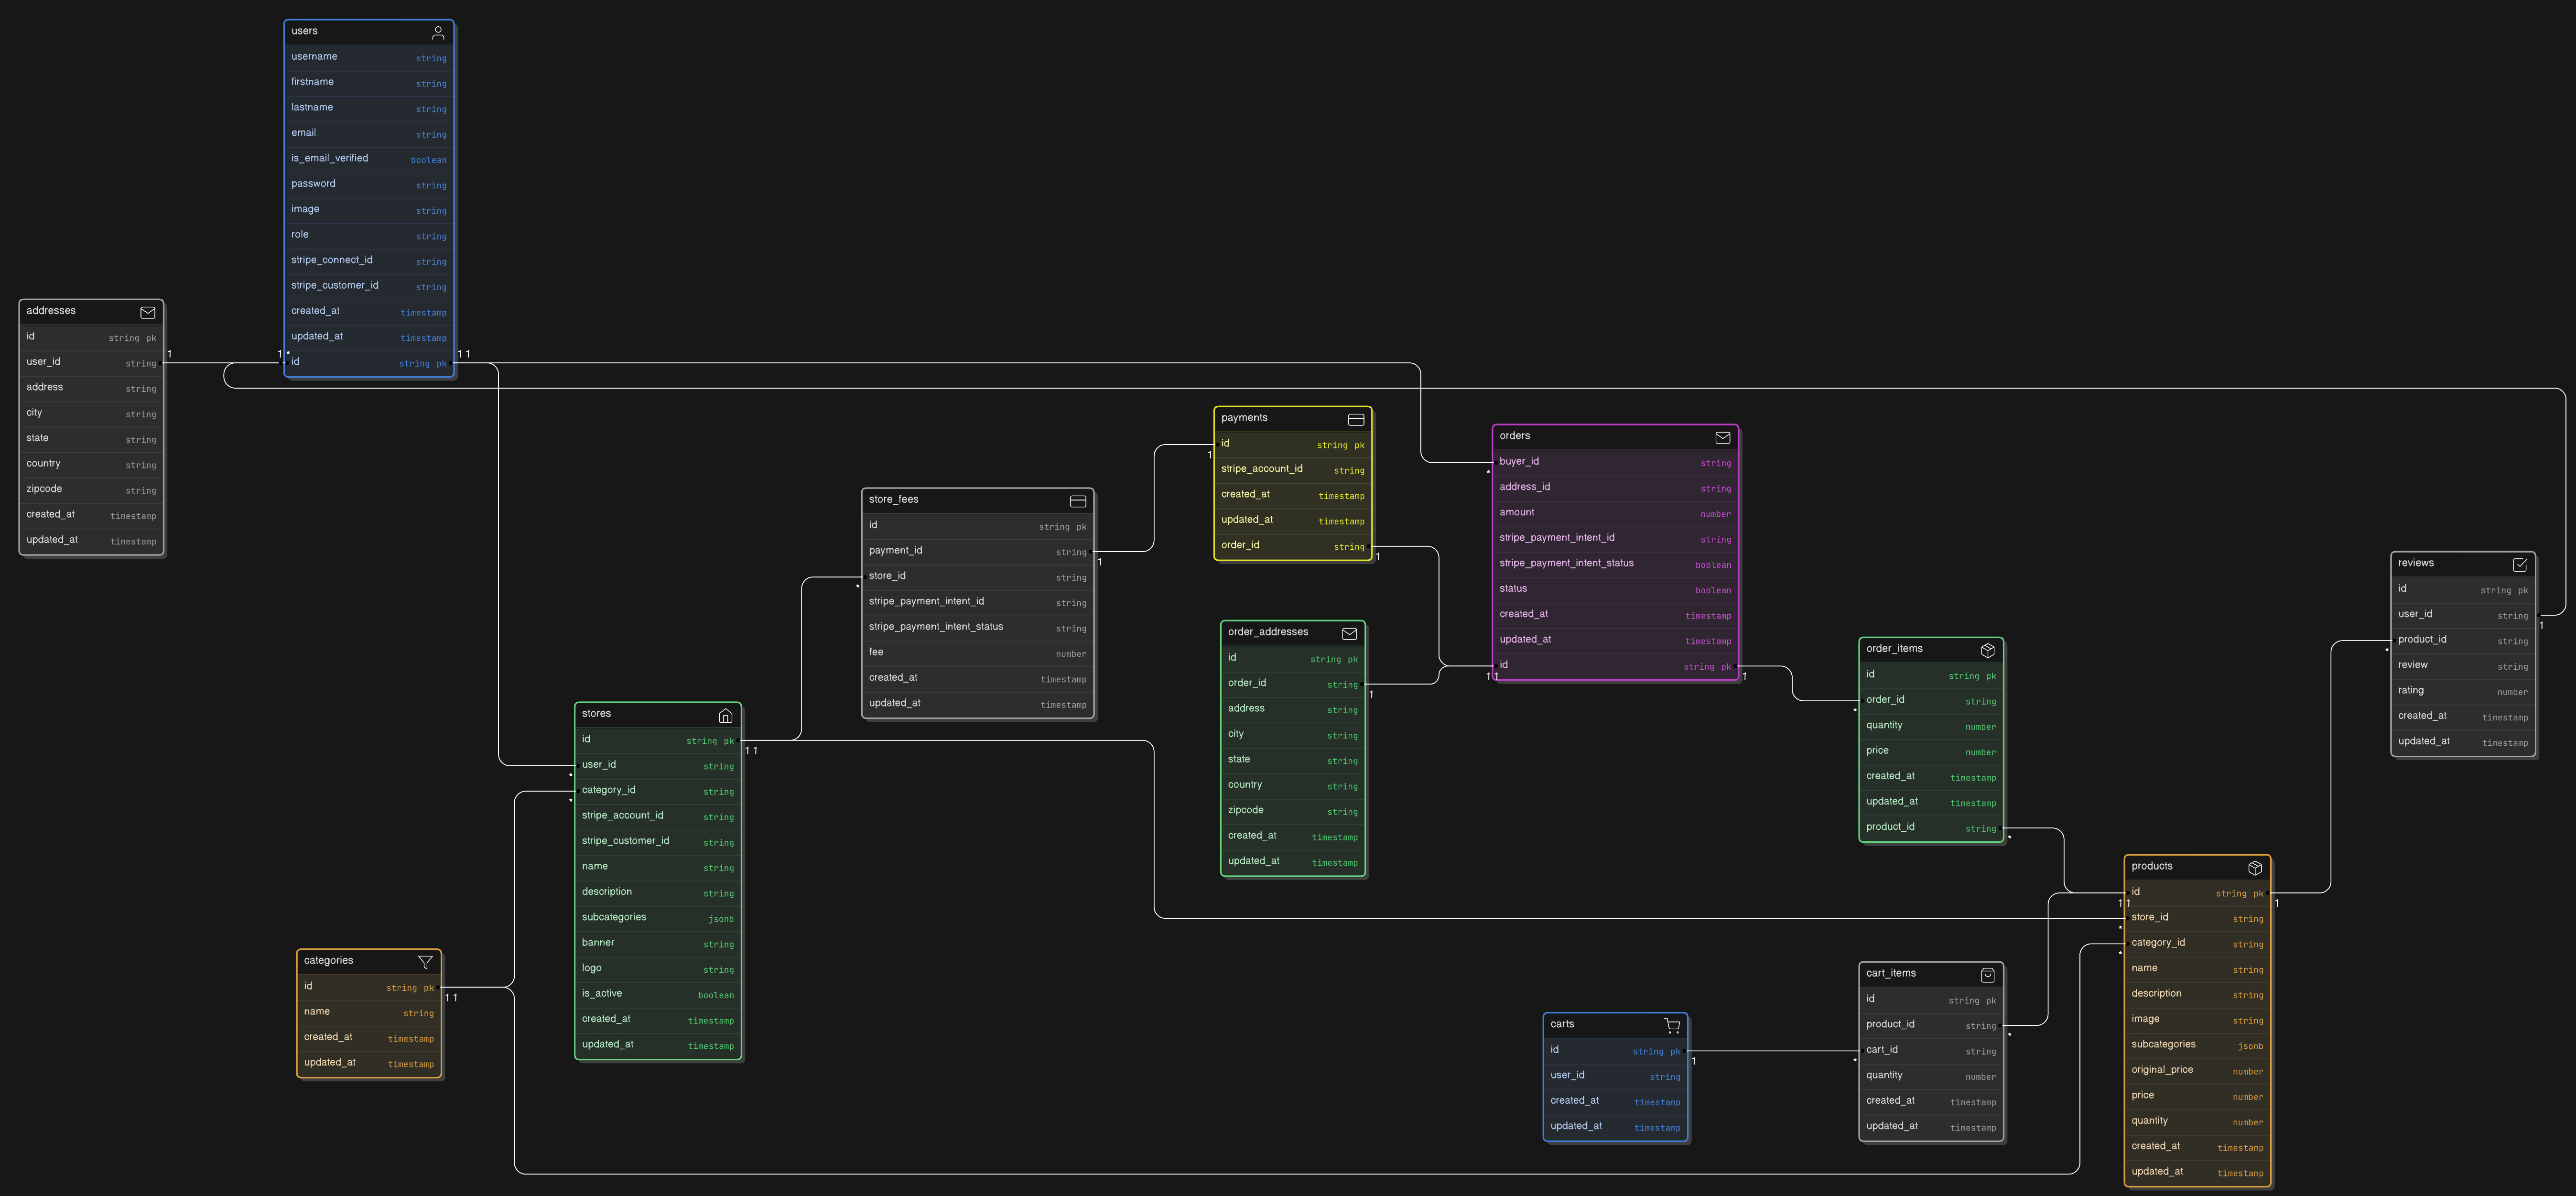 users
username string
firstname string
lastname string
email string
is_email_verified boolean
password string
image string
role string
stripe_connect_id string
stripe_customer_id string
created_at timestamp
updated_at timestamp
1 * id string pk 1 1
addresses
id string pk
user_id string 1
address string
city string
state string
country string
zipcode string
created_at timestamp
updated_at timestamp
payments
id string pk
1
stripe_account_id string
created_at timestamp
updated_at timestamp
order_id string
1
orders
buyer_id string
*
address_id string
amount number
stripe_payment_intent_id string
stripe_payment_intent_status boolean
status boolean
created_at timestamp
updated_at timestamp
id string pk
1 1 1
store_fees
id string pk
payment_id string
1
store_id string
*
stripe_payment_intent_id string
stripe_payment_intent_status string
fee number
created_at timestamp
updated_at timestamp
order_addresses
id string pk
order_id string
1
address string
city string
state string
country string
zipcode string
created_at timestamp
updated_at timestamp
reviews
id string pk
user_id string
1
product_id string
*
review string
rating number
created_at timestamp
updated_at timestamp
order_items
id string pk
order_id string
*
quantity number
price number
created_at timestamp
updated_at timestamp
product_id string
*
stores
id string pk
1 1
user_id string
*
category_id string
*
stripe_account_id string
stripe_customer_id string
name string
description string
subcategories jsonb
banner string
logo string
is_active boolean
created_at timestamp
updated_at timestamp
products
id string pk
1 1 1
store_id string
*
category_id string
*
name string
description string
image string
subcategories jsonb
original_price number
price number
quantity number
created_at timestamp
updated_at timestamp
categories
id string pk
1 1
name string
created_at timestamp
updated_at timestamp
cart_items
id string pk
product_id string
*
cart_id string
*
quantity number
created_at timestamp
updated_at timestamp
carts
id string pk
1
user_id string
created_at timestamp
updated_at timestamp